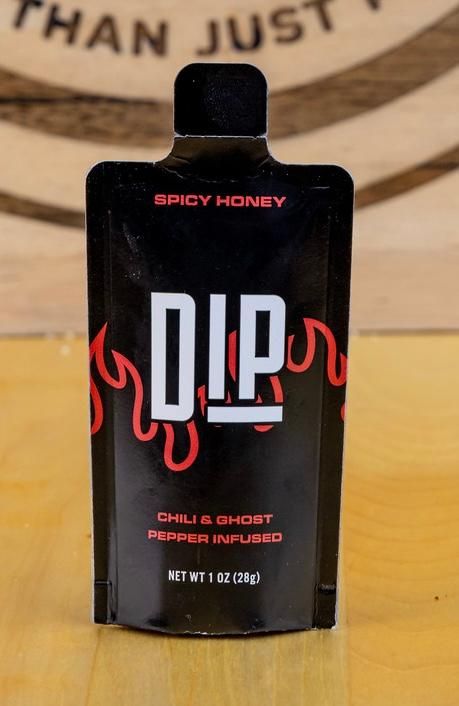 THAN JUST
SPICY HONEY
DIP
CHILI & GHOST
PEPPER INFUSED
NET WT 1 OZ (28g)